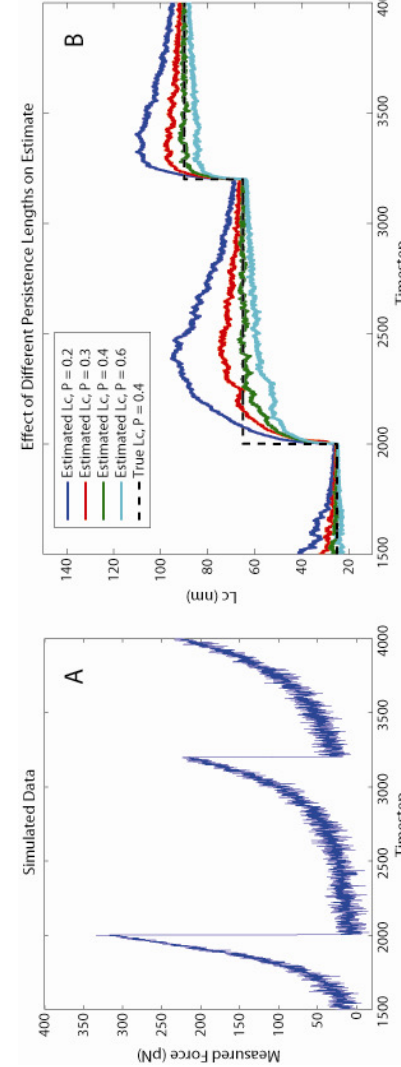 Simulated Data
A
Measured Force (pN)
400
350
300
250
200
150
100
50
0
1500
2000
2500
3000
3500
4000
Effect of Different Persistence Lengths on Estimate
B
Estimated Lc, P = 0.2
Estimated Lc, P = 0.3
Estimated Lc, P = 0.4
Estimated Lc, P = 0.6
True Lc, P = 0.4
Lc (nm)
140
120
100
80
60
40
20
1500
2000
2500
3000
3500